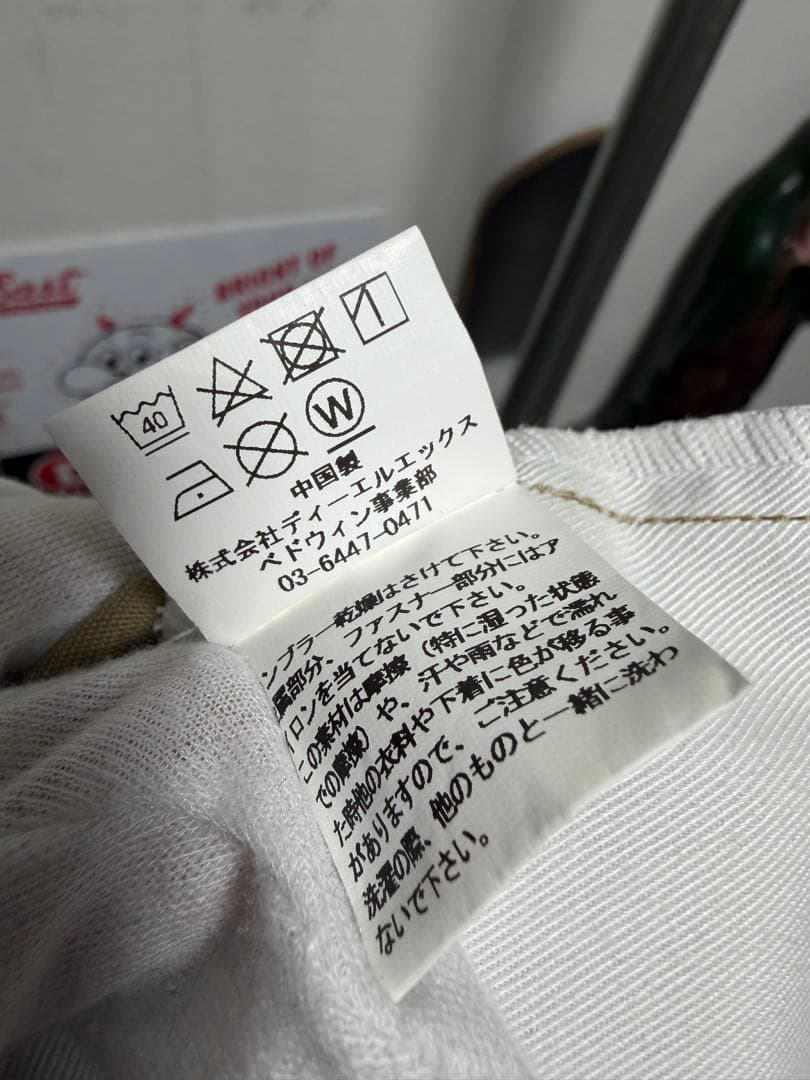 East
BRIGHT OF
40
W
中国製
株式会社ディーエルエックス
ベドウィン事業部
03-6447-0471
ンブラー乾燥はさけて下さい。
属部分、ファスナー部分にはア
イロンを当てないで下さい。
この素材は摩擦（特に湿った状態
での摩擦）や、汗や雨などで濡れ
た時他の衣料や下着に色が移る事
がありますので、ご注意ください。
洗濯の際、他のものと一緒に洗わ
ないで下さい。